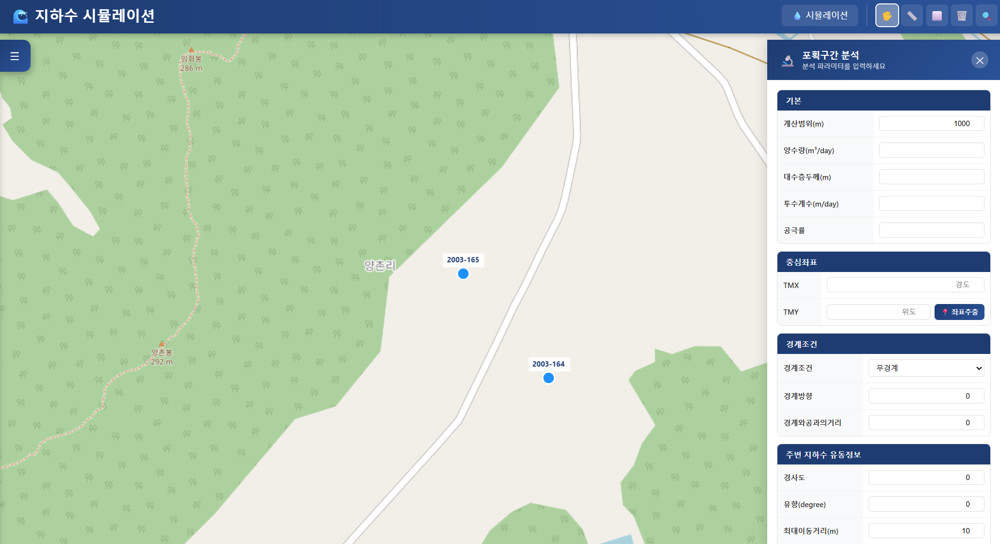 지하수 시뮬레이션
시뮬레이션
임화봉
286 m
양촌리
2003-165
2003-164
양촌봉
292 m
포획구간 분석
분석 파라미터를 입력하세요
기본
계산범위(m)
1000
양수량(m³/day)
대수층두께(m)
투수계수(m/day)
공극률
중심좌표
TMX
경도
TMY
위도
좌표추출
경계조건
경계조건
무경계
경계방향
0
경계와공과의거리
0
주변 지하수 유동정보
경사도
0
유향(degree)
0
최대이동거리(m)
10